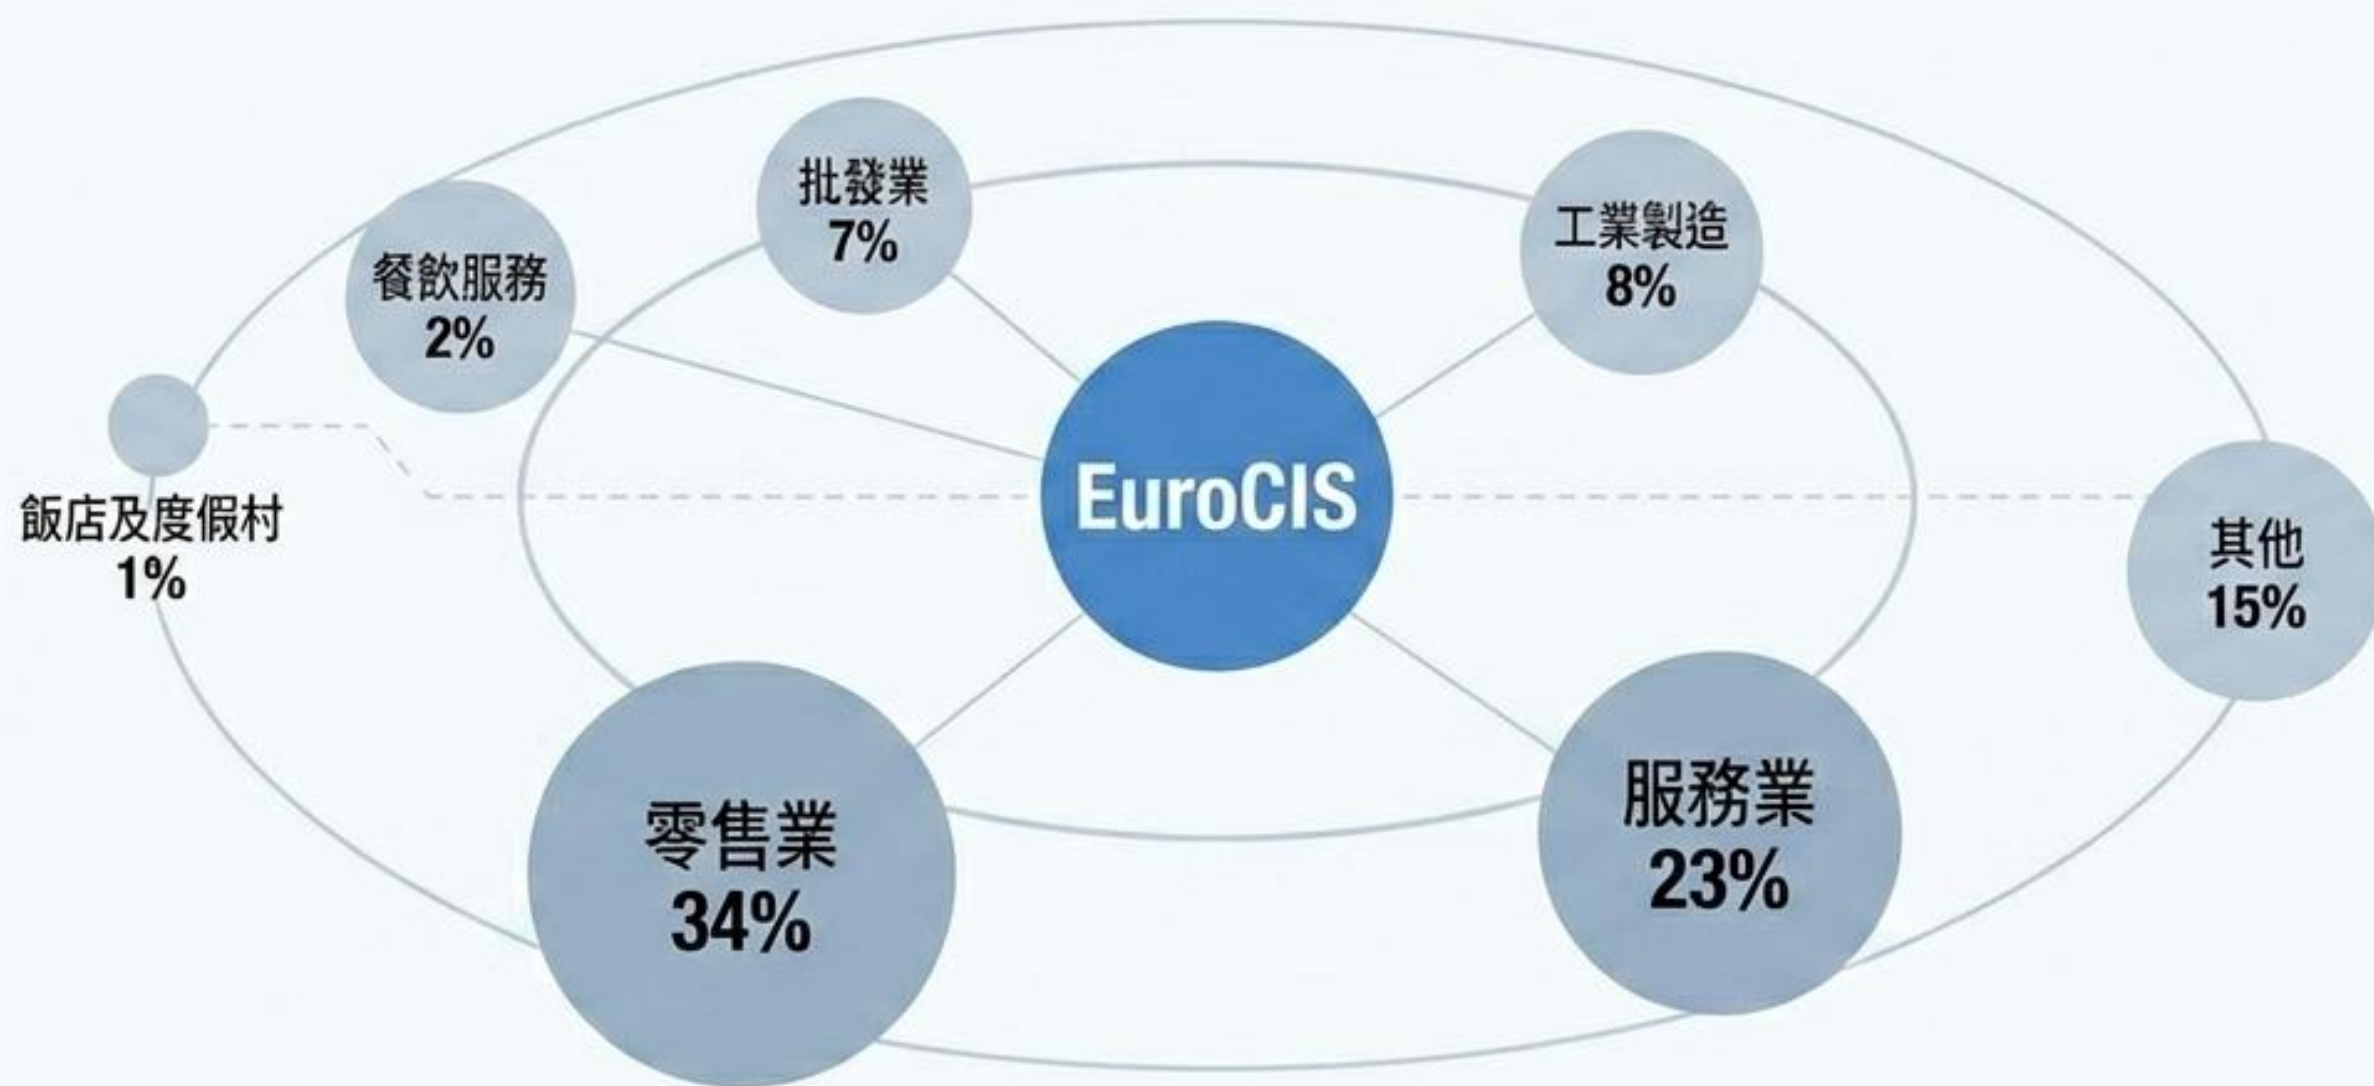 批發業
7%
工業製造
8%
餐飲服務
2%
EuroCIS
飯店及度假村
1%
其他
15%
零售業
34%
服務業
23%